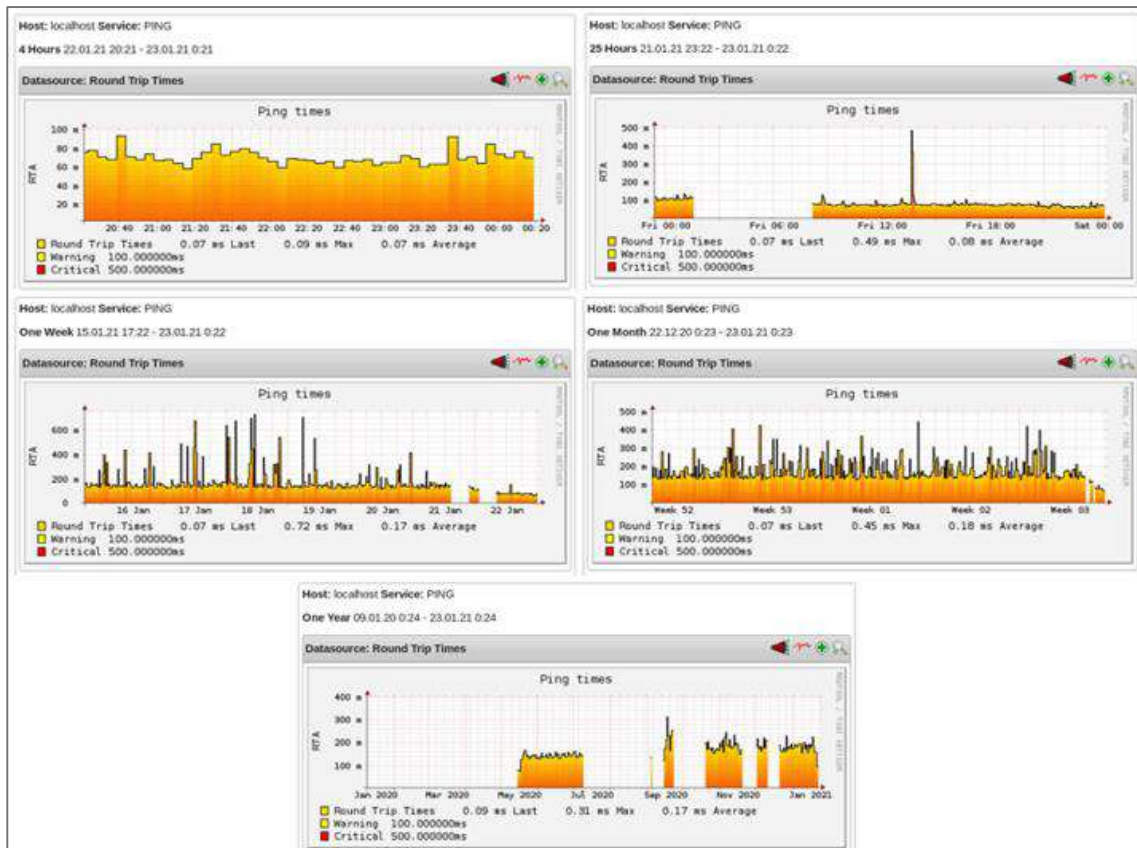 Host: localhost Service: PING
4 Hours 22.01.21 20:21 - 23.01.21 0:21
Datasource: Round Trip Times
Ping times
RTA
100 m
80 m
60 m
40 m
20 m
20:40 21:00 21:20 21:40 22:00 22:20 22:40 23:00 23:20 23:40 00:00 00:20
Round Trip Times 0.07 ms Last 0.09 ms Max 0.07 ms Average
Warning 100.000000ms
Critical 500.000000ms
Host: localhost Service: PING
25 Hours 21.01.21 23:22 - 23.01.21 0:22
Datasource: Round Trip Times
Ping times
RTA
500 m
400 m
300 m
200 m
100 m
Fri 00:00 Fri 06:00 Fri 12:00 Fri 18:00 Sat 00:00
Round Trip Times 0.07 ms Last 0.49 ms Max 0.08 ms Average
Warning 100.000000ms
Critical 500.000000ms
Host: localhost Service: PING
One Week 15.01.21 17:22 - 23.01.21 0:22
Datasource: Round Trip Times
Ping times
RTA
600 m
400 m
200 m
0
16 Jan 17 Jan 18 Jan 19 Jan 20 Jan 21 Jan 22 Jan
Round Trip Times 0.07 ms Last 0.72 ms Max 0.17 ms Average
Warning 100.000000ms
Critical 500.000000ms
Host: localhost Service: PING
One Month 22.12.20 0:23 - 23.01.21 0:23
Datasource: Round Trip Times
Ping times
RTA
500 m
400 m
300 m
200 m
100 m
Week 52 Week 53 Week 01 Week 02 Week 03
Round Trip Times 0.07 ms Last 0.45 ms Max 0.18 ms Average
Warning 100.000000ms
Critical 500.000000ms
Host: localhost Service: PING
One Year 09.01.20 0:24 - 23.01.21 0:24
Datasource: Round Trip Times
Ping times
RTA
400 m
300 m
200 m
100 m
Jan 2020 Mar 2020 May 2020 Jul 2020 Sep 2020 Nov 2020 Jan 2021
Round Trip Times 0.09 ms Last 0.31 ms Max 0.17 ms Average
Warning 100.000000ms
Critical 500.000000ms